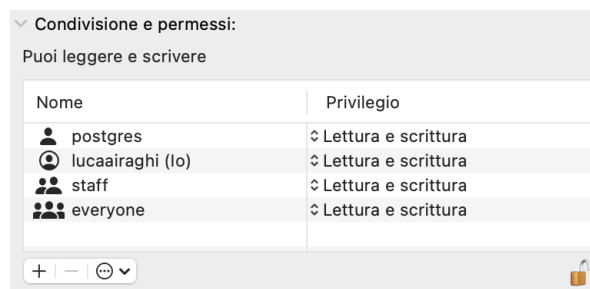 Condivisione e permessi:
Puoi leggere e scrivere
Nome Privilegio
postgres Lettura e scrittura
lucaairaghi (Io) Lettura e scrittura
staff Lettura e scrittura
everyone Lettura e scrittura